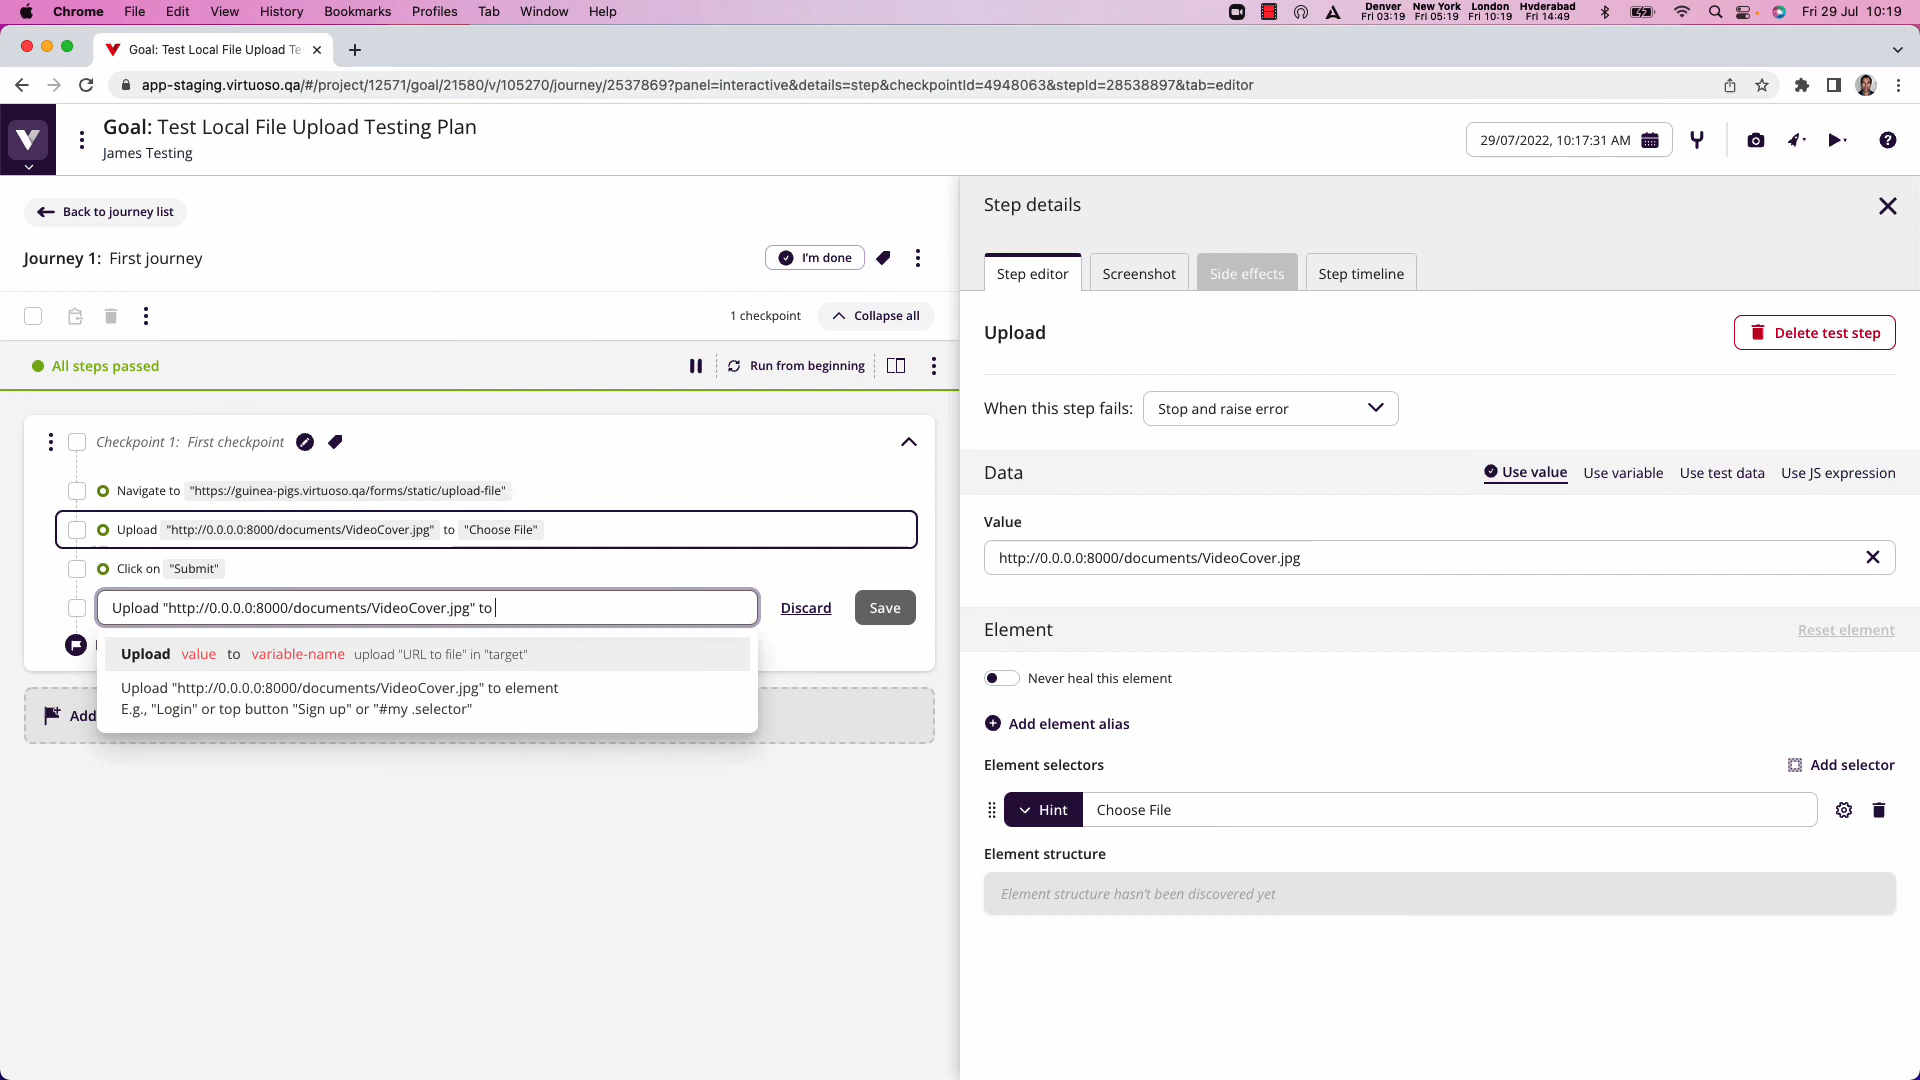 Chrome File Edit View History Bookmarks Profiles Tab Window Help
Denver Fri 03:19 New York Fri 05:19 London Fri 10:19 Hyderabad Fri 14:49
Fri 29 Jul 10:19
Goal: Test Local File Upload Te
app-staging.virtuoso.qa/#/project/12571/goal/21580/v/105270/journey/2537869?panel=interactive&details=step&checkpointId=4948063&stepId=28538897&tab=editor
Goal: Test Local File Upload Testing Plan
James Testing
29/07/2022, 10:17:31 AM
Back to journey list
Journey 1: First journey
I'm done
1 checkpoint
Collapse all
All steps passed
Run from beginning
Checkpoint 1: First checkpoint
Navigate to "https://guinea-pigs.virtuoso.qa/forms/static/upload-file"
Upload "http://0.0.0.0:8000/documents/VideoCover.jpg" to "Choose File"
Click on "Submit"
Upload "http://0.0.0.0:8000/documents/VideoCover.jpg" to
Discard
Save
Upload value to variable-name upload "URL to file" in "target"
Upload "http://0.0.0.0:8000/documents/VideoCover.jpg" to element
E.g., "Login" or top button "Sign up" or "#my .selector"
Add
Step details
Step editor
Screenshot
Side effects
Step timeline
Upload
Delete test step
When this step fails: Stop and raise error
Data
Use value
Use variable
Use test data
Use JS expression
Value
http://0.0.0.0:8000/documents/VideoCover.jpg
Element
Reset element
Never heal this element
Add element alias
Element selectors
Add selector
Hint
Choose File
Element structure
Element structure hasn't been discovered yet